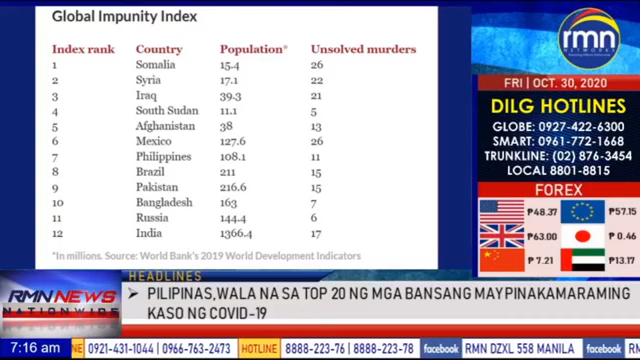 Global Impunity Index
Index rank Country Population* Unsolved murders
1 Somalia 15.4 26
2 Syria 17.1 22
3 Iraq 39.3 21
4 South Sudan 11.1 5
5 Afghanistan 38 13
6 Mexico 127.6 26
7 Philippines 108.1 11
8 Brazil 211 15
9 Pakistan 216.6 15
10 Bangladesh 163 7
11 Russia 144.4 6
12 India 1366.4 17
*In millions. Source: World Bank's 2019 World Development Indicators
rmn
NETWORKS
FRI | OCT. 30, 2020
DILG HOTLINES
GLOBE: 0927-422-6300
SMART: 0961-772-1668
TRUNKLINE: (02) 876-3454
LOCAL 8801-8815
FOREX
₱48.37 ₱57.15
₱63.00 ₱0.46
₱7.21 ₱13.17
HEADLINES
RMN NEWS
NATIONWIDE
➢ PILIPINAS, WALA NA SA TOP 20 NG MGA BANSANG MAY PINAKAMARAMING
KASO NG COVID-19
7:16 am ne 0921-431-1044 / 0966-763-2473 HOTLINE 8888-223-76 / 8888-223-78 facebook RMN DZXL 558 MANILA facebook